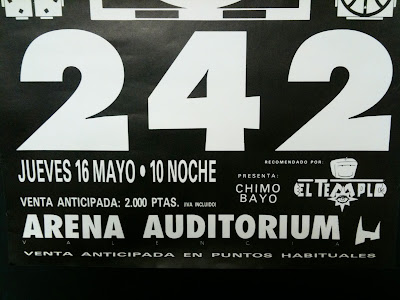 242
JUEVES 16 MAYO • 10 NOCHE
RECOMENDADO POR:
PRESENTA:
CHIMO
BAYO
EL TEMPLO
VENTA ANTICIPADA: 2.000 PTAS. (IVA INCLUIDO)
ARENA AUDITORIUM
VALENCIA
VENTA ANTICIPADA EN PUNTOS HABITUALES